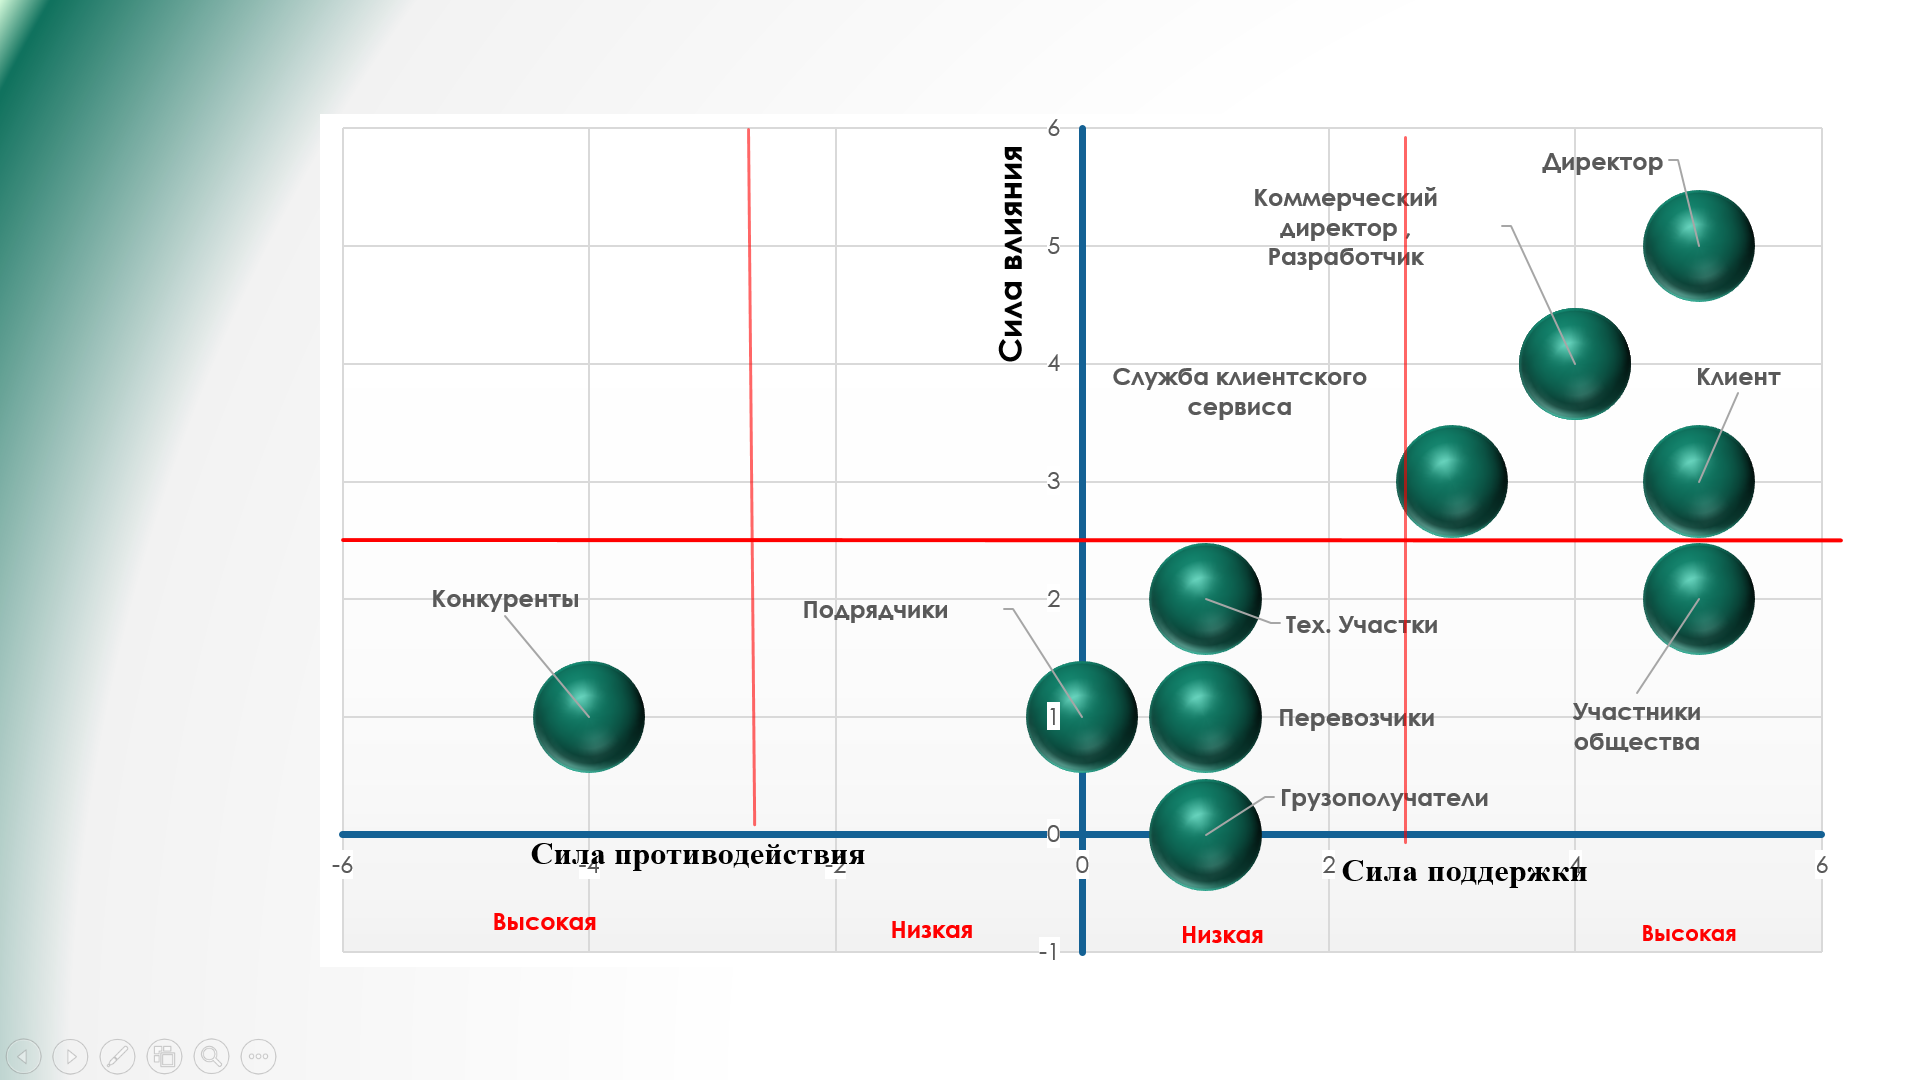 6
Сила влияния
Директор
Коммерческий
директор ,
Разработчик
5
4
Служба клиентского
сервиса
Клиент
3
Конкуренты
Подрядчики
2
Тех. Участки
1
Перевозчики
Участники
общества
Грузополучатели
0
Сила противодействия
-6
-4
-2
0
2
Сила поддержки
4
6
Высокая
Низкая
Низкая
Высокая
-1